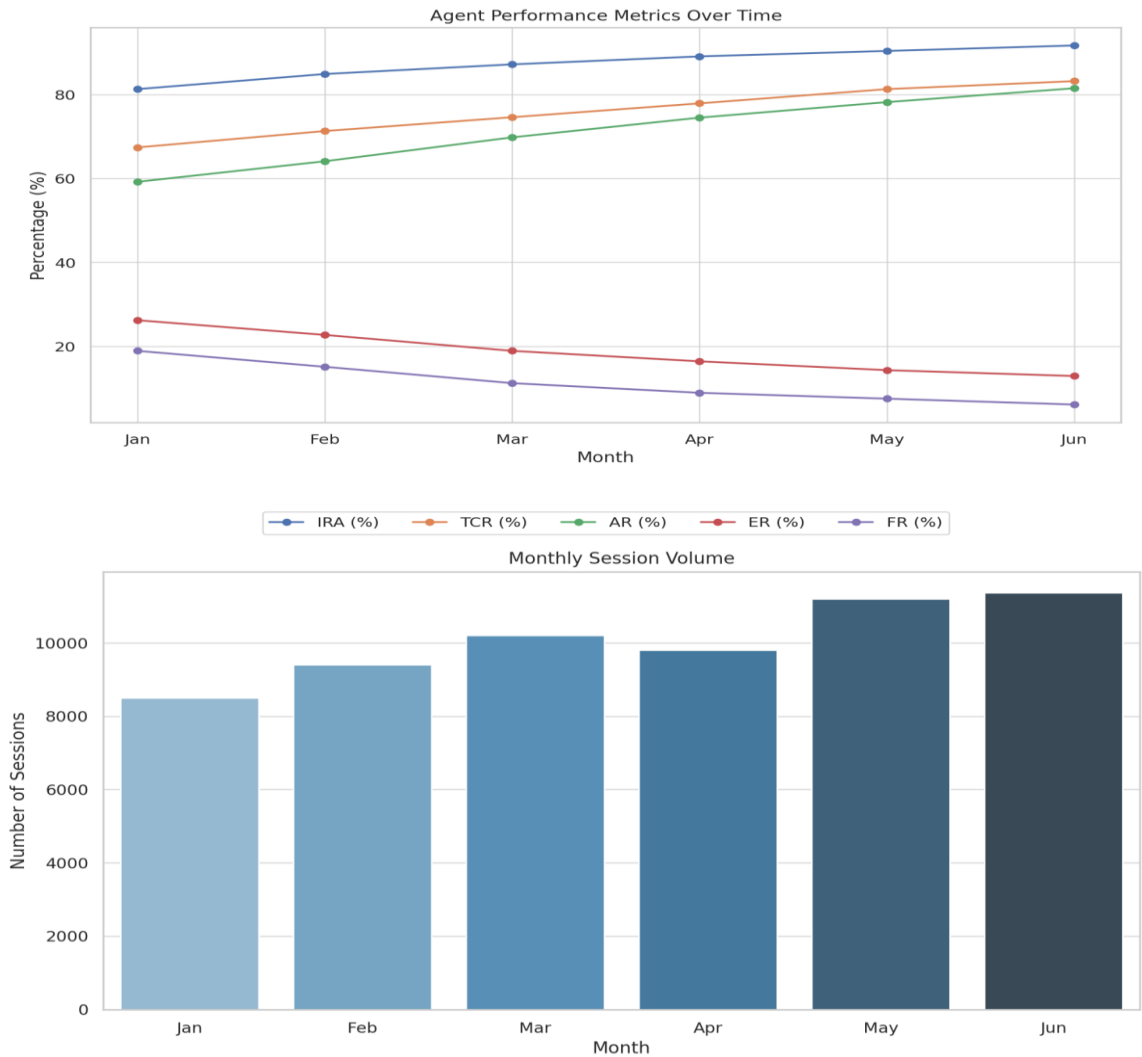 Agent Performance Metrics Over Time
Percentage (%)
80
60
40
20
Jan Feb Mar Apr May Jun
Month
IRA (%) TCR (%) AR (%) ER (%) FR (%)
Monthly Session Volume
Number of Sessions
10000
8000
6000
4000
2000
0
Jan Feb Mar Apr May Jun
Month